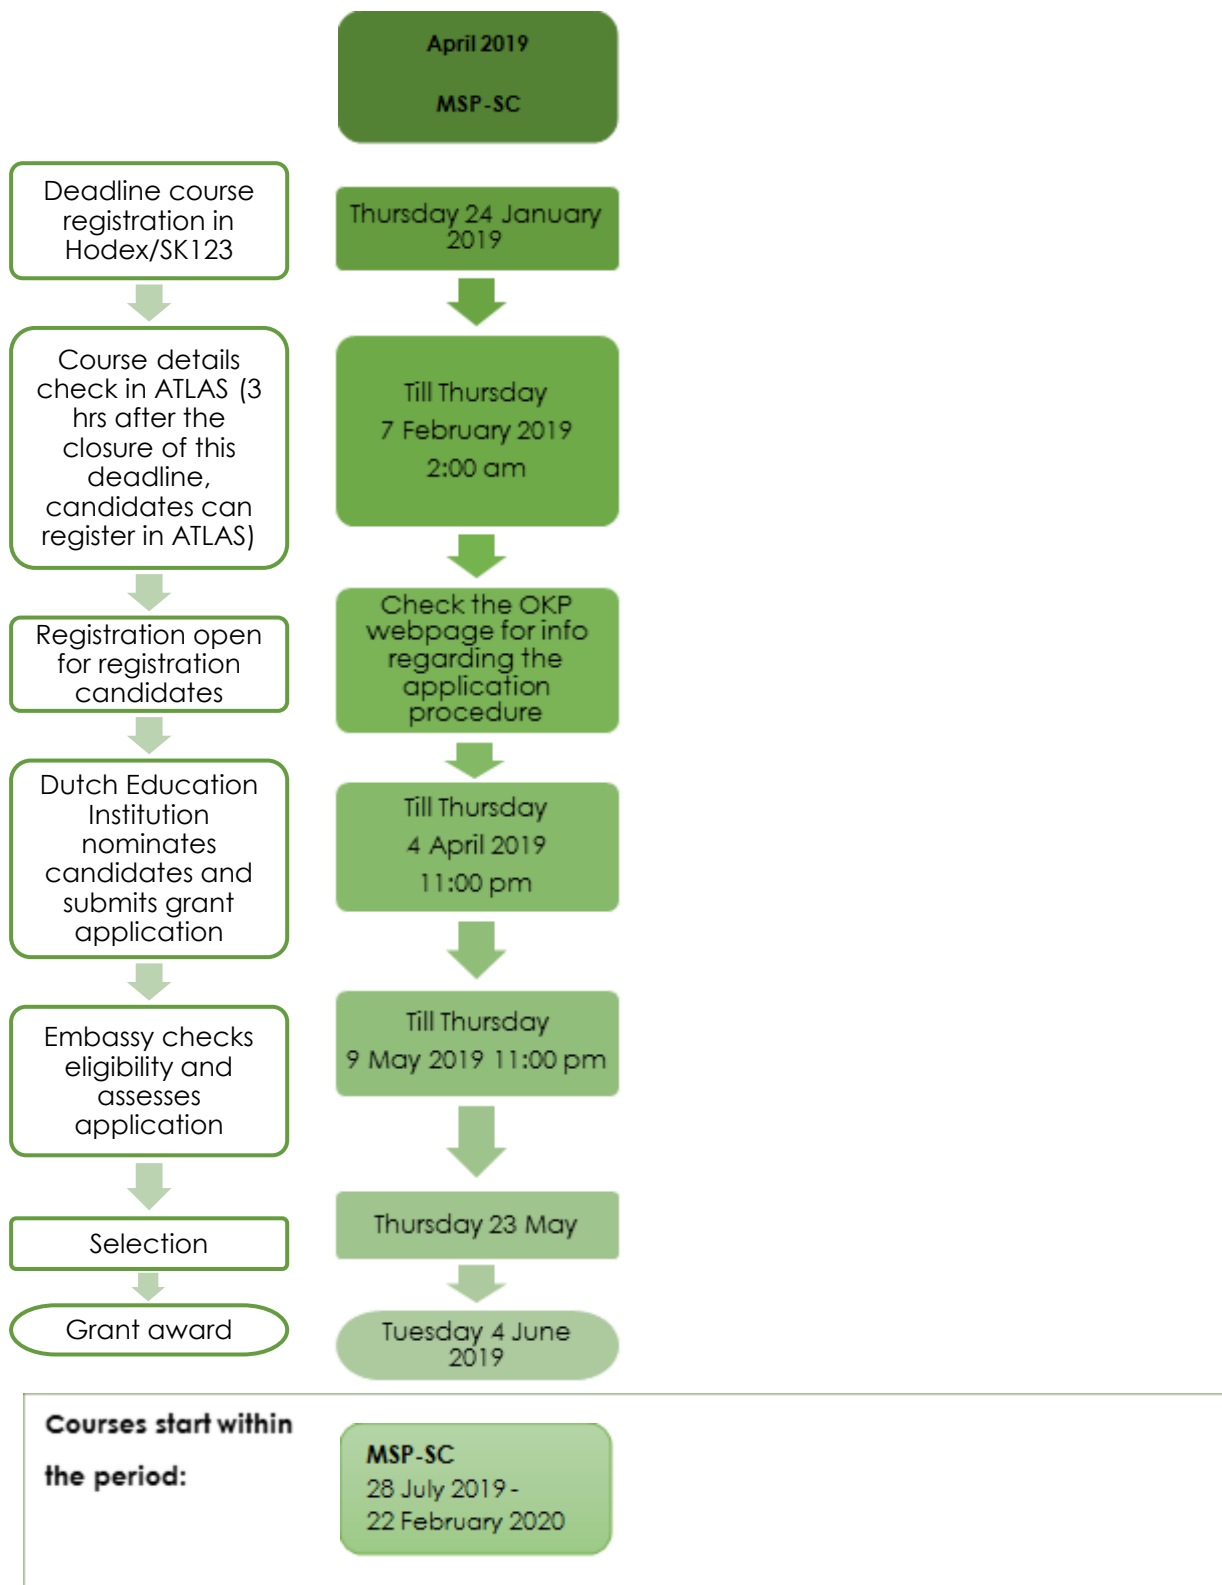 April 2019
MSP-SC
Deadline course
registration in
Hodex/SK123
Thursday 24 January
2019
Course details
check in ATLAS (3
hrs after the
closure of this
deadline,
candidates can
register in ATLAS)
Till Thursday
7 February 2019
2:00 am
Registration open
for registration
candidates
Check the OKP
webpage for info
regarding the
application
procedure
Dutch Education
Institution
nominates
candidates and
submits grant
application
Till Thursday
4 April 2019
11:00 pm
Embassy checks
eligibility and
assesses
application
Till Thursday
9 May 2019 11:00 pm
Selection
Thursday 23 May
Grant award
Tuesday 4 June
2019
Courses start within
the period:
MSP-SC
28 July 2019 -
22 February 2020